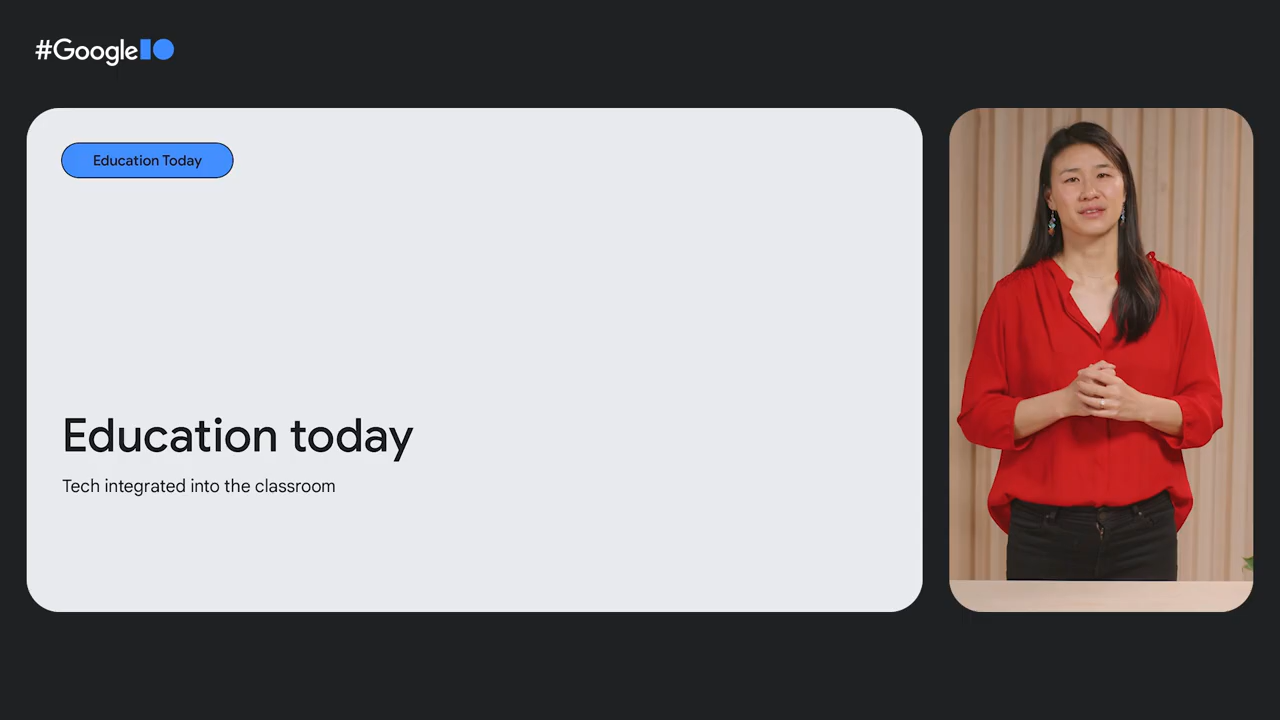 #GoogleIO
Education Today
Education today
Tech integrated into the classroom